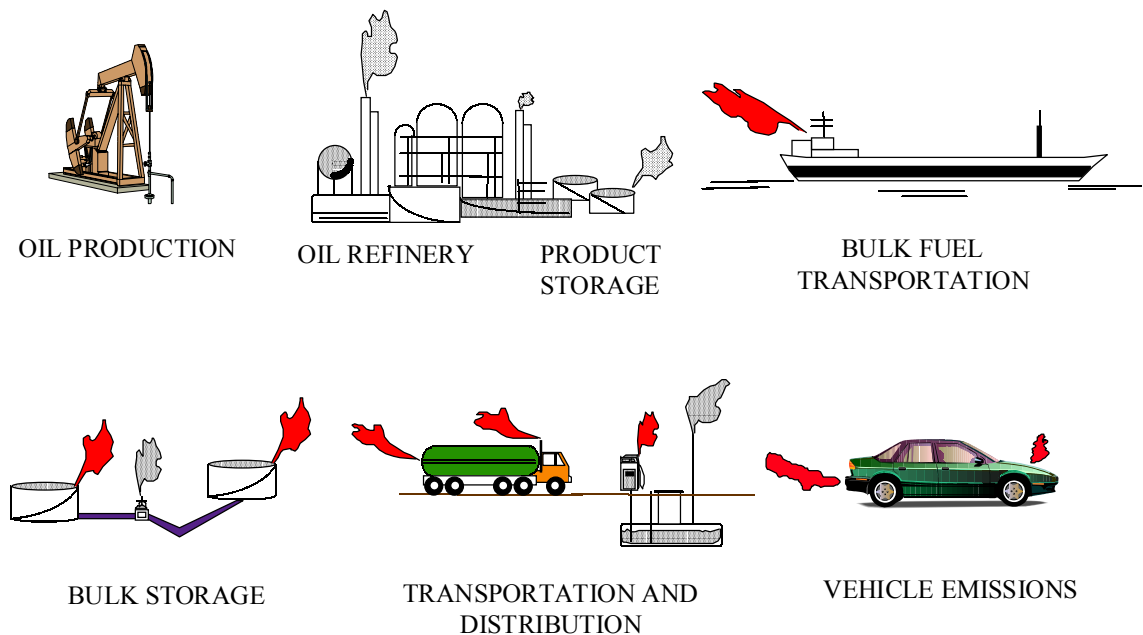 OIL PRODUCTION
OIL REFINERY
PRODUCT
STORAGE
BULK FUEL
TRANSPORTATION
BULK STORAGE
TRANSPORTATION AND
DISTRIBUTION
VEHICLE EMISSIONS